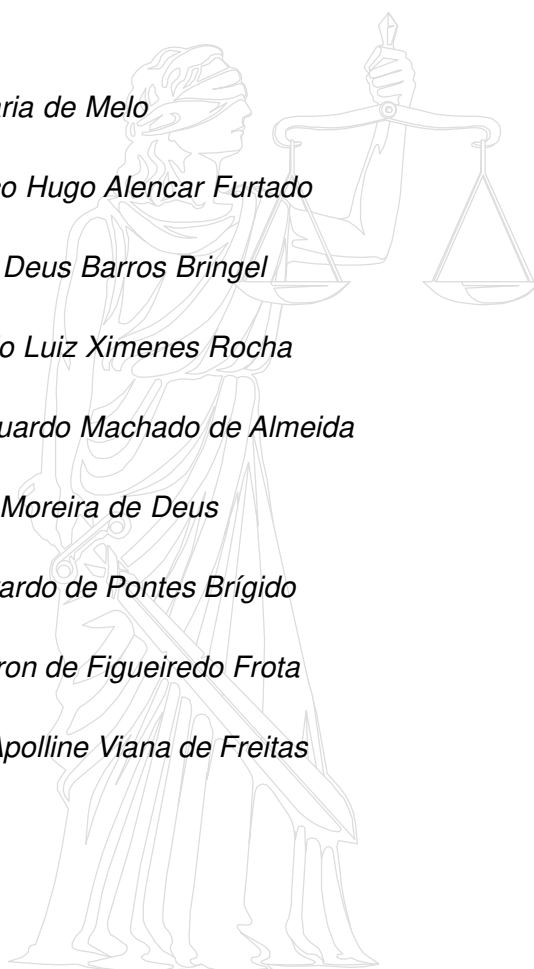 ria de Melo
o Hugo Alencar Furtado
Deus Barros Bringel
o Luiz Ximenes Rocha
uardo Machado de Almeida
Moreira de Deus
ardo de Pontes Brígido
ron de Figueiredo Frota
Apolline Viana de Freitas